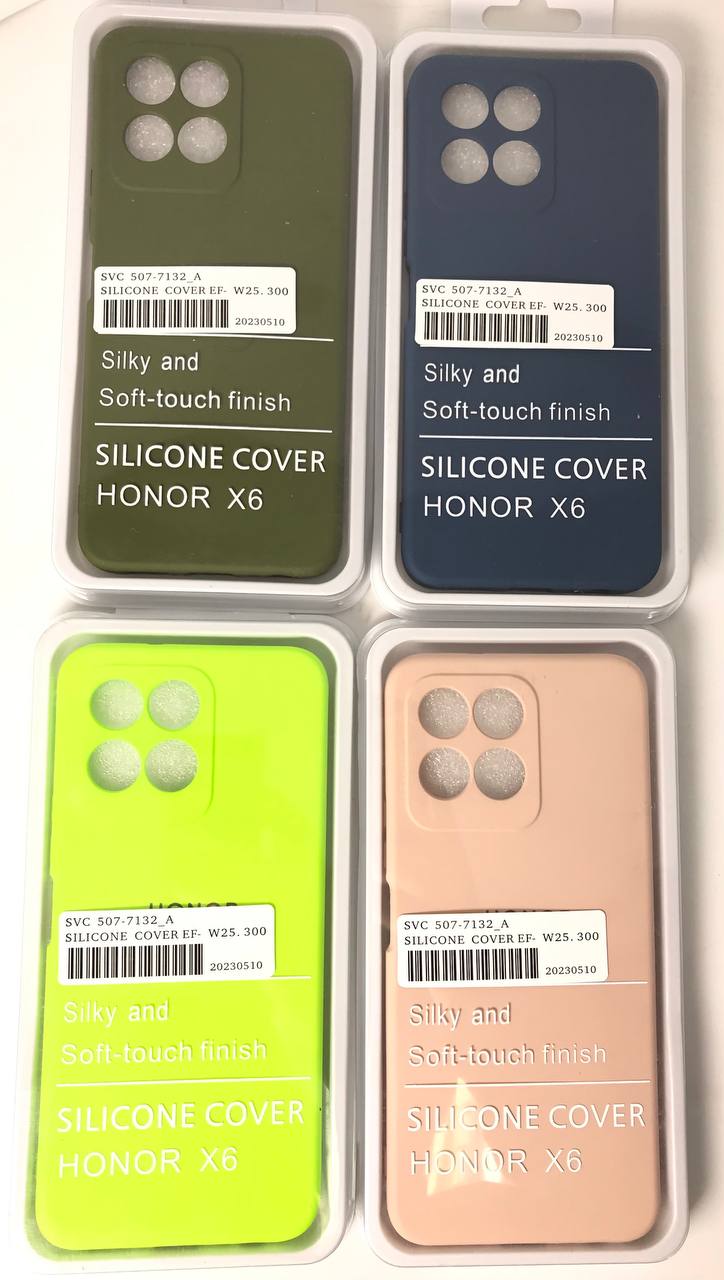 SVC 507-7132_A
SILICONE COVER EF- W25.300
20230510
Silky and
Soft-touch finish
SILICONE COVER
HONOR X6
SVC 507-7132_A
SILICONE COVER EF- W25.300
20230510
Silky and
Soft-touch finish
SILICONE COVER
HONOR X6
HONOR
SVC 507-7132_A
SILICONE COVER EF- W25.300
20230510
Silky and
Soft-touch finish
SILICONE COVER
HONOR X6
SVC 507-7132_A
SILICONE COVER EF- W25.300
20230510
Silky and
Soft-touch finish
SILICONE COVER
HONOR X6